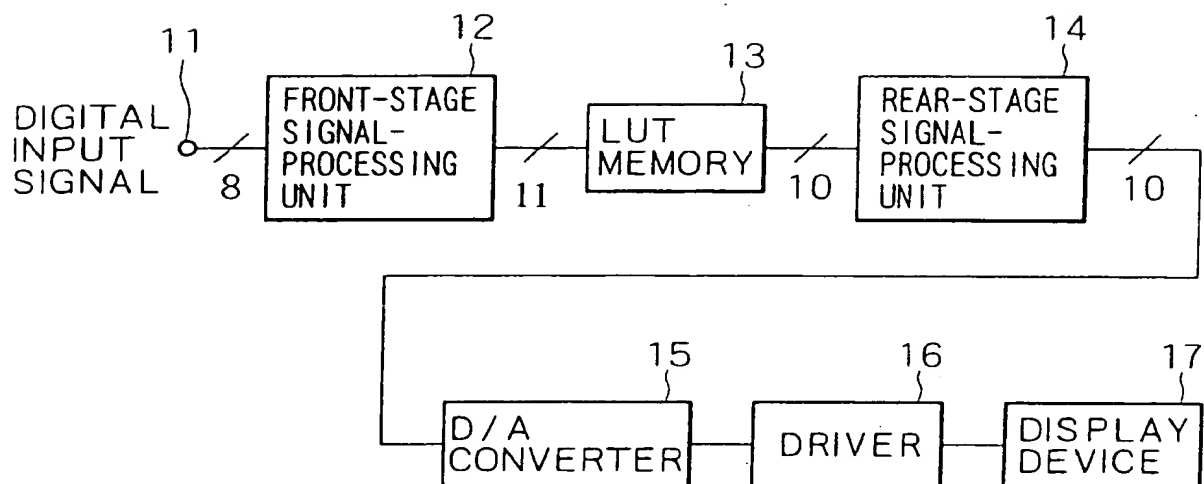 11
12
13
14
DIGITAL
INPUT
SIGNAL
8
FRONT-STAGE
SIGNAL-
PROCESSING
UNIT
11
LUT
MEMORY
10
REAR-STAGE
SIGNAL-
PROCESSING
UNIT
10
15
16
17
D/A
CONVERTER
DRIVER
DISPLAY
DEVICE